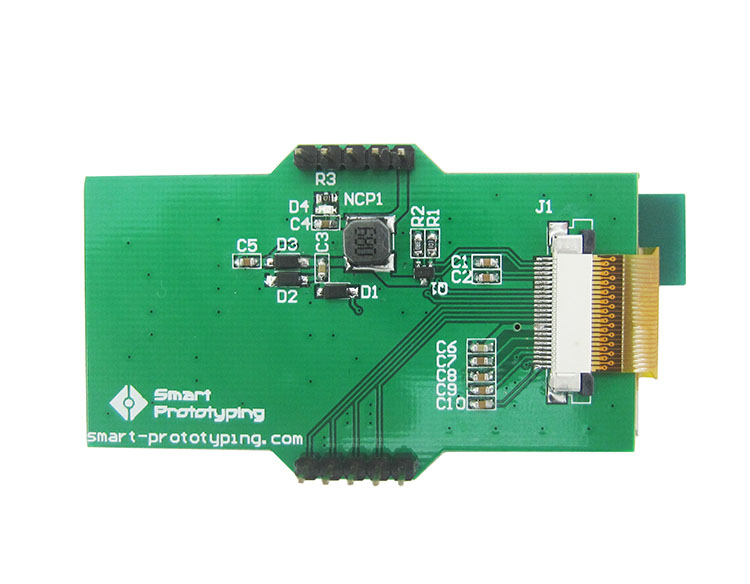 R3
NCP1
D4
C4
R2
R1
J1
C5
D3
C3
C1
C2
D2
D1
Q1
C6
C7
C8
C9
C10
Smart
Prototyping
smart-prototyping.com